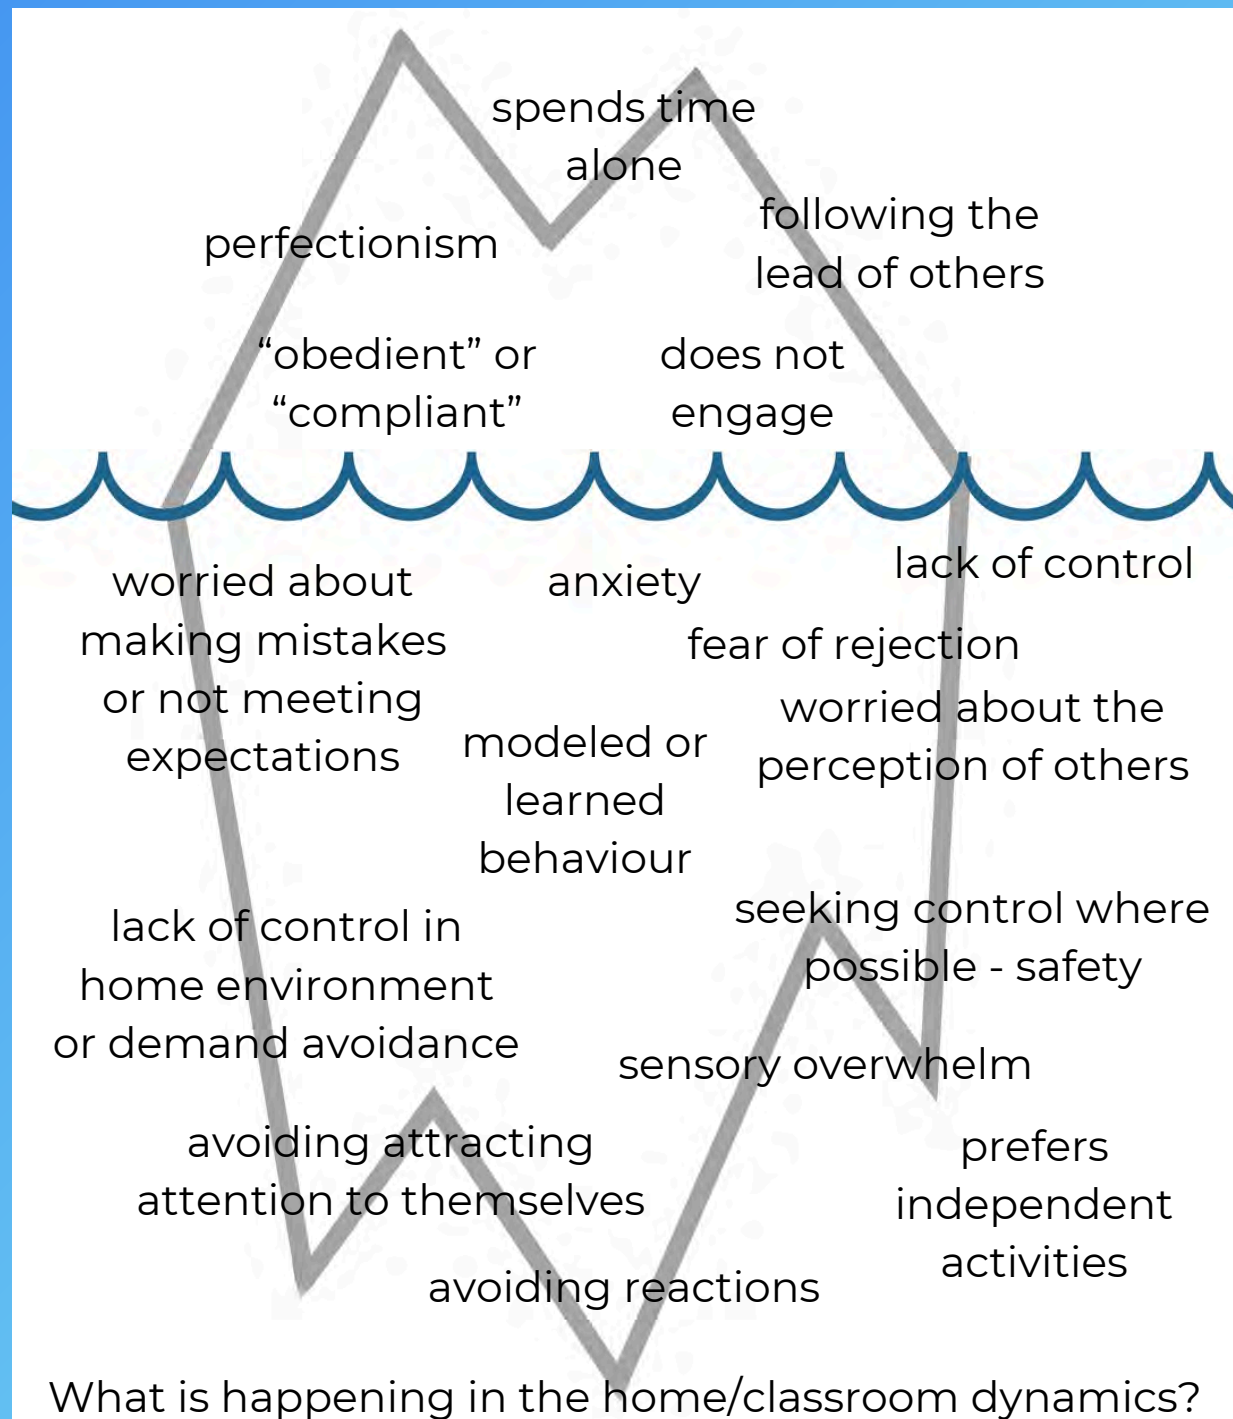 spends time
alone
following the
lead of others
perfectionism
“obedient” or
“compliant”
does not
engage
lack of control
worried about
making mistakes
or not meeting
expectations
anxiety
fear of rejection
worried about the
perception of others
modeled or
learned
behaviour
seeking control where
possible - safety
lack of control in
home environment
or demand avoidance
sensory overwhelm
avoiding attracting
attention to themselves
prefers
independent
activities
avoiding reactions
What is happening in the home/classroom dynamics?